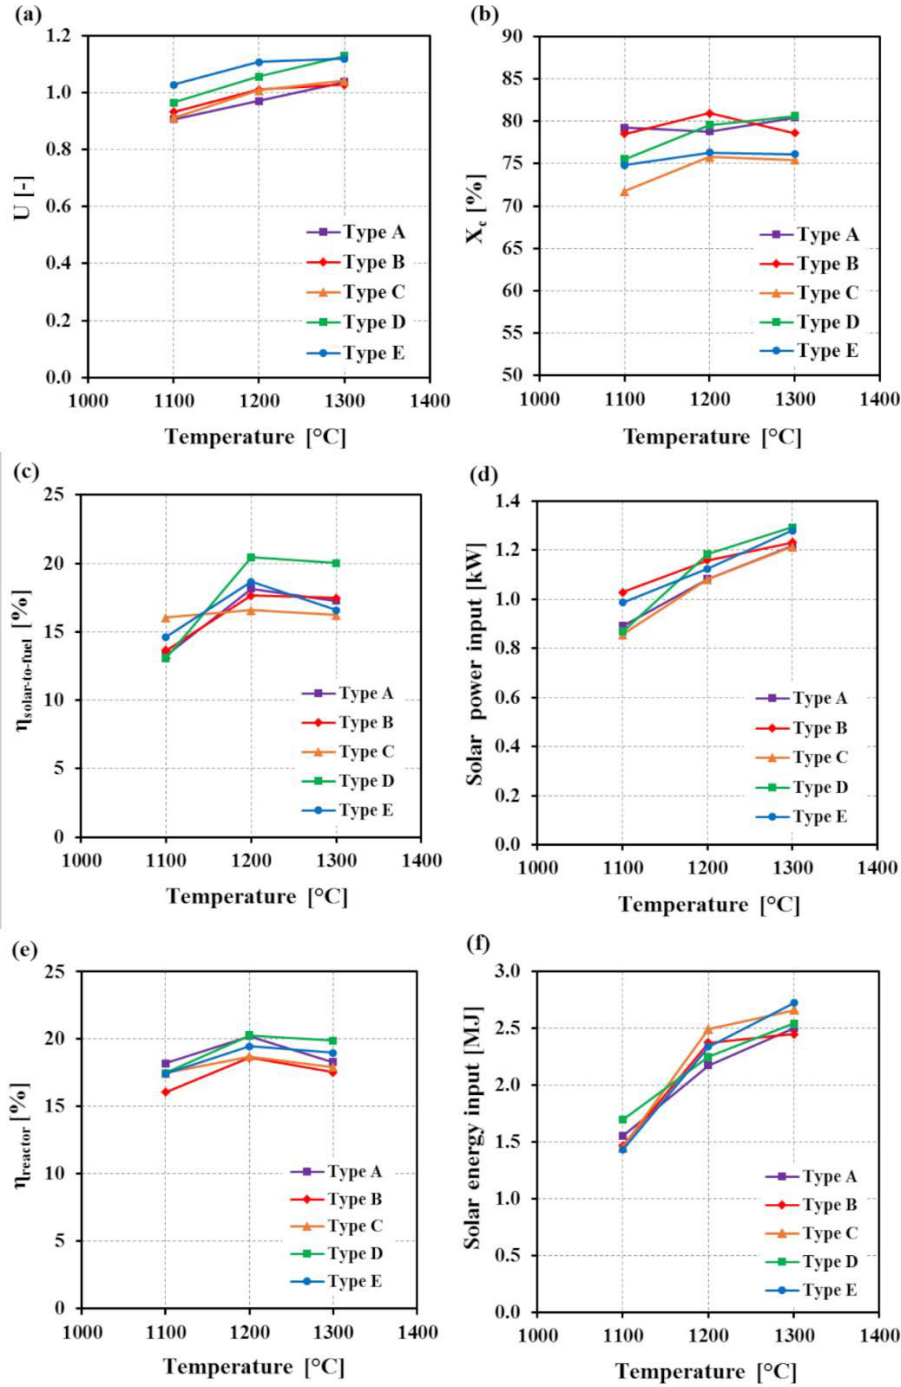 (a)
1.2
1.0
0.8
0.6
0.4
0.2
0.0
U [-]
Type A
Type B
Type C
Type D
Type E
1000 1100 1200 1300 1400
Temperature [°C]
(b)
90
85
80
75
70
65
60
55
50
Xc [%]
Type A
Type B
Type C
Type D
Type E
1000 1100 1200 1300 1400
Temperature [°C]
(c)
25
20
15
10
5
0
ηsolar-to-fuel [%]
Type A
Type B
Type C
Type D
Type E
1000 1100 1200 1300 1400
Temperature [°C]
(d)
1.4
1.2
1.0
0.8
0.6
0.4
0.2
0.0
Solar power input [kW]
Type A
Type B
Type C
Type D
Type E
1000 1100 1200 1300 1400
Temperature [°C]
(e)
25
20
15
10
5
0
ηreactor [%]
Type A
Type B
Type C
Type D
Type E
1000 1100 1200 1300 1400
Temperature [°C]
(f)
3.0
2.5
2.0
1.5
1.0
0.5
0.0
Solar energy input [MJ]
Type A
Type B
Type C
Type D
Type E
1000 1100 1200 1300 1400
Temperature [°C]